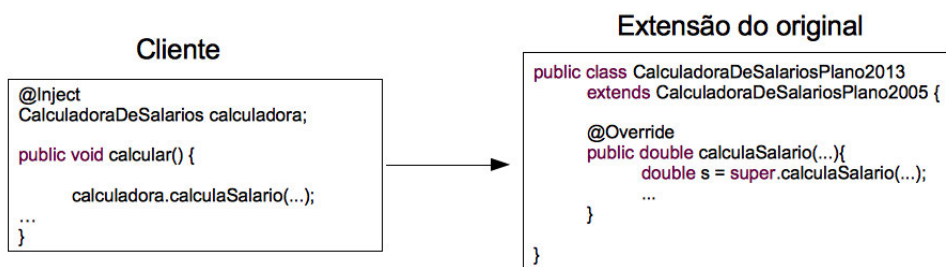 Cliente
@Inject
CalculadoraDeSalarios calculadora;
public void calcular() {
calculadora.calculaSalario(...);
...
}
Extensão do original
public class CalculadoraDeSalariosPlano2013
extends CalculadoraDeSalariosPlano2005 {
@Override
public double calculaSalario(...){
double s = super.calculaSalario(...);
...
}
}